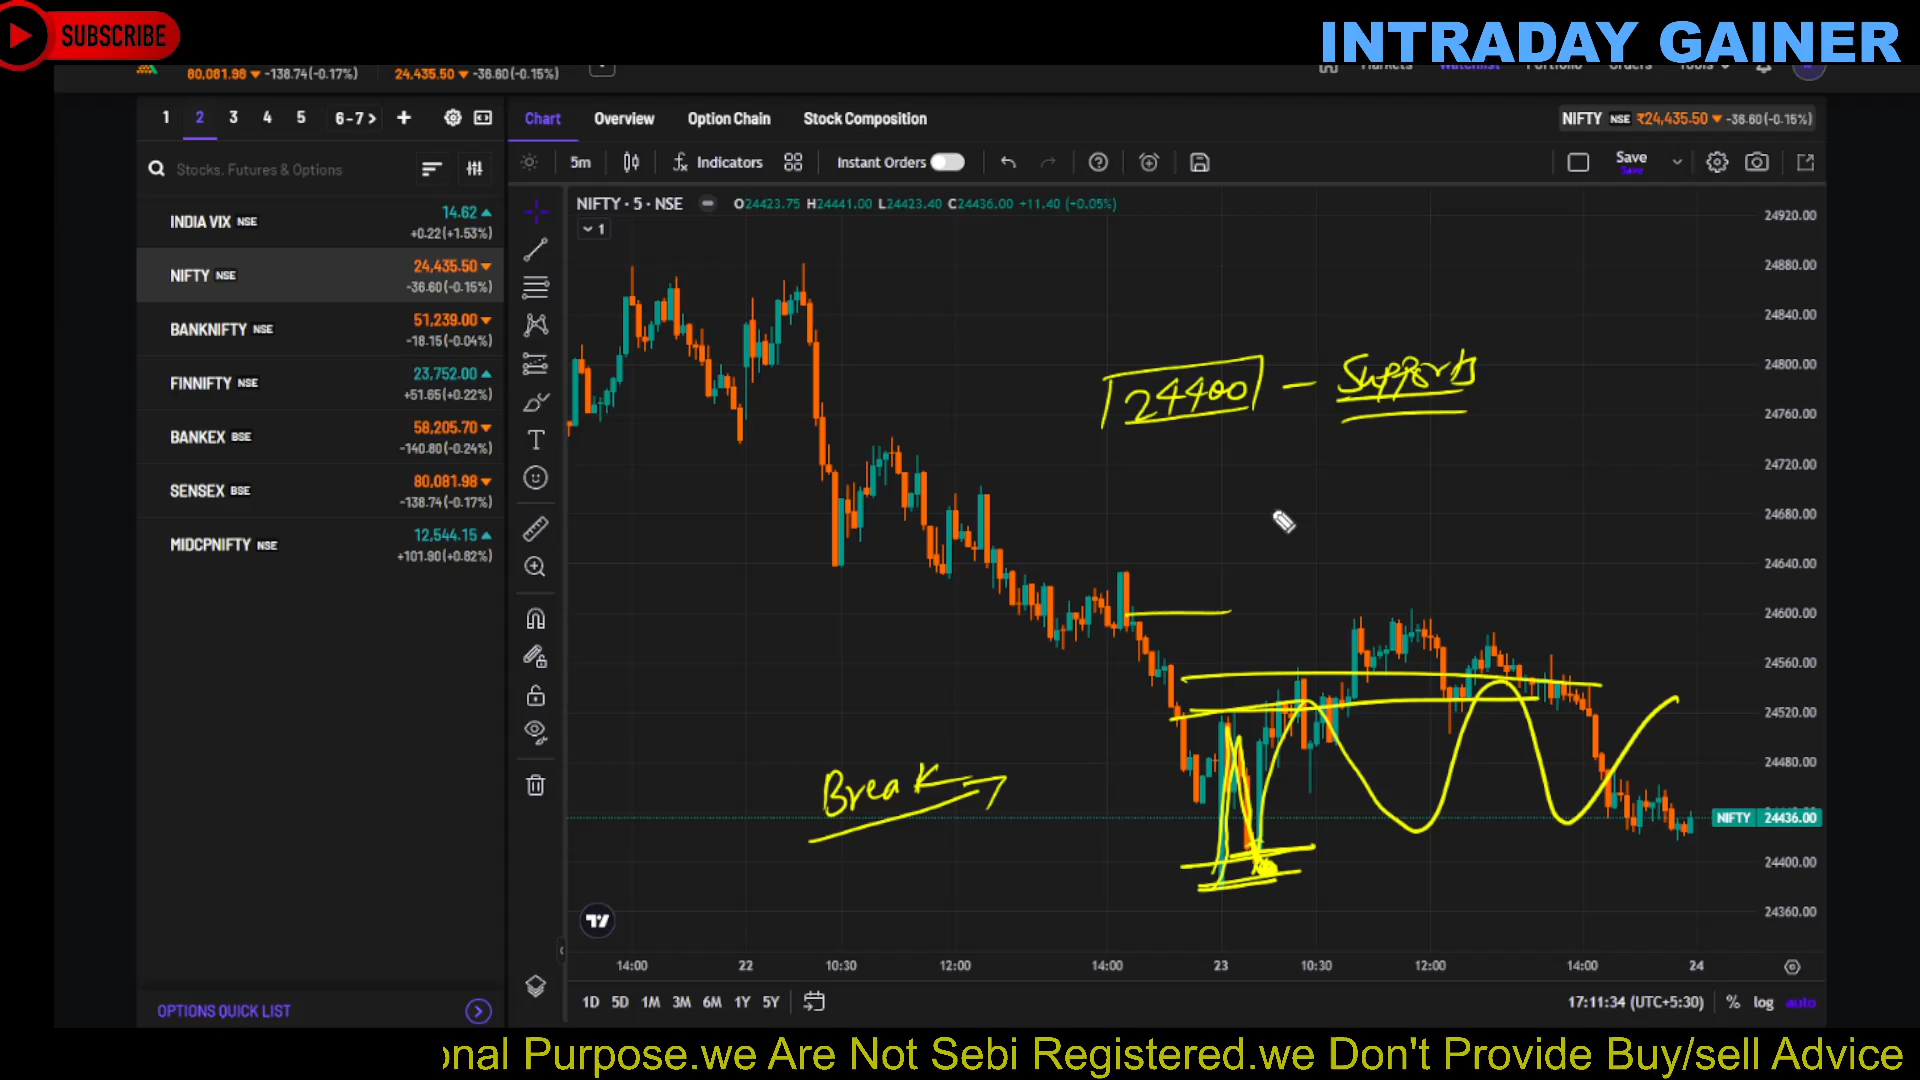 SUBSCRIBE
INTRADAY GAINER
80,081.98 -138.74(-0.17%) 24,435.50 -36.60(-0.15%)
Markets Watchlist Portfolio Orders Tools
1 2 3 4 5 6-7 > +
Chart Overview Option Chain Stock Composition
NIFTY NSE ₹24,435.50 -36.60(-0.15%)
Stocks, Futures & Options
5m Indicators Instant Orders
Save
Save
INDIA VIX NSE 14.62
+0.22(+1.53%)
NIFTY NSE 24,435.50
-36.60(-0.15%)
BANKNIFTY NSE 51,239.00
-18.15(-0.04%)
FINNIFTY NSE 23,752.00
+51.65(+0.22%)
BANKEX BSE 58,205.70
-140.80(-0.24%)
SENSEX BSE 80,081.98
-138.74(-0.17%)
MIDCPNIFTY NSE 12,544.15
+101.90(+0.82%)
OPTIONS QUICK LIST
NIFTY · 5 · NSE O24423.75 H24441.00 L24423.40 C24436.00 +11.40 (+0.05%)
1
24400 - Supports
Break
24920.00
24880.00
24840.00
24800.00
24760.00
24720.00
24680.00
24640.00
24600.00
24560.00
24520.00
24480.00
NIFTY 24436.00
24400.00
24360.00
14:00 22 10:30 12:00 14:00 23 10:30 12:00 14:00 24
1D 5D 1M 3M 6M 1Y 5Y
17:11:34 (UTC+5:30) % log auto
onal Purpose.we Are Not Sebi Registered.we Don't Provide Buy/sell Advice